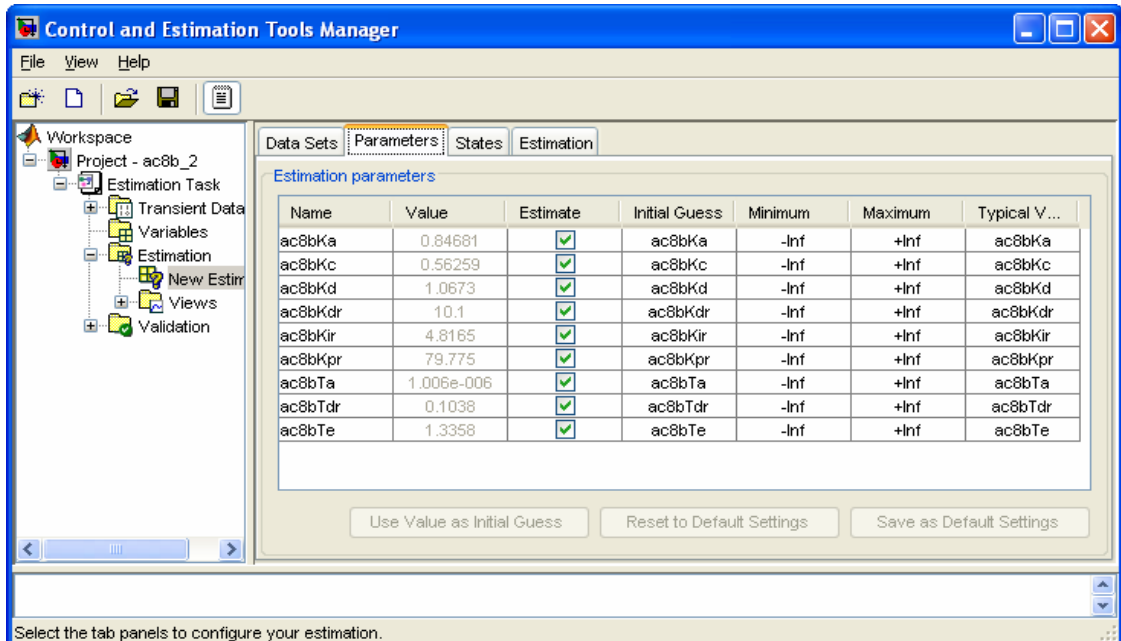 Control and Estimation Tools Manager
File View Help
Workspace
Project - ac8b_2
Estimation Task
Transient Data
Variables
Estimation
New Estim
Views
Validation
Data Sets Parameters States Estimation
Estimation parameters
Name Value Estimate Initial Guess Minimum Maximum Typical V...
ac8bKa 0.84681 ac8bKa -Inf +Inf ac8bKa
ac8bKc 0.56259 ac8bKc -Inf +Inf ac8bKc
ac8bKd 1.0673 ac8bKd -Inf +Inf ac8bKd
ac8bKdr 10.1 ac8bKdr -Inf +Inf ac8bKdr
ac8bKir 4.8165 ac8bKir -Inf +Inf ac8bKir
ac8bKpr 79.775 ac8bKpr -Inf +Inf ac8bKpr
ac8bTa 1.006e-006 ac8bTa -Inf +Inf ac8bTa
ac8bTdr 0.1038 ac8bTdr -Inf +Inf ac8bTdr
ac8bTe 1.3358 ac8bTe -Inf +Inf ac8bTe
Use Value as Initial Guess Reset to Default Settings Save as Default Settings
Select the tab panels to configure your estimation.